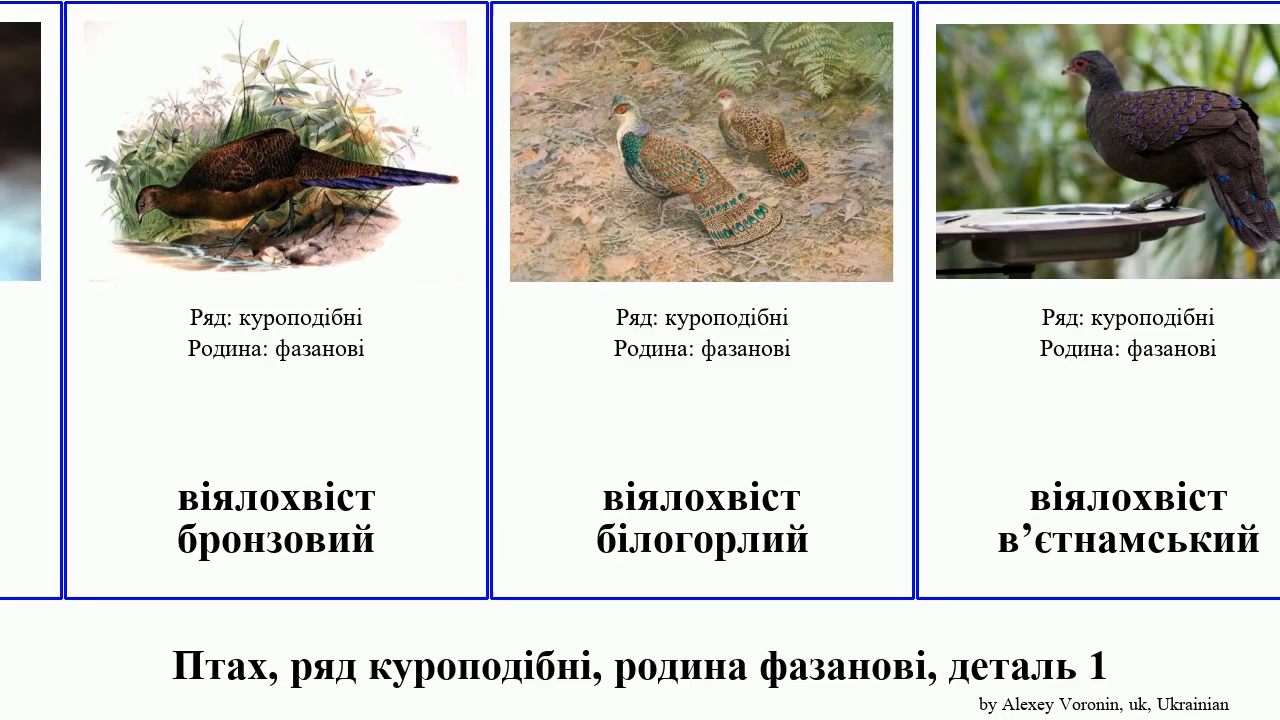 Ряд: куроподібні
Родина: фазанові
віялохвіст
бронзовий
Ряд: куроподібні
Родина: фазанові
віялохвіст
білогорлий
Ряд: куроподібні
Родина: фазанові
віялохвіст
в’єтнамський
Птах, ряд куроподібні, родина фазанові, деталь 1
by Alexey Voronin, uk, Ukrainian